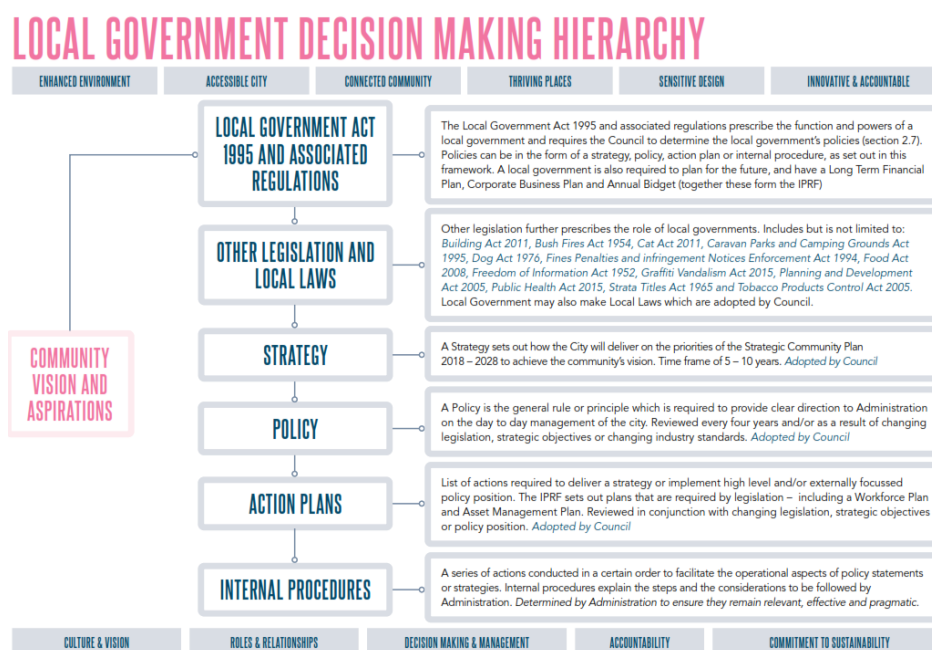 LOCAL GOVERNMENT DECISION MAKING HIERARCHY
ENHANCED ENVIRONMENT
ACCESSIBLE CITY
CONNECTED COMMUNITY
THRIVING PLACES
SENSITIVE DESIGN
INNOVATIVE & ACCOUNTABLE
LOCAL GOVERNMENT ACT
1995 AND ASSOCIATED
REGULATIONS
The Local Government Act 1995 and associated regulations prescribe the function and powers of a
local government and requires the Council to determine the local government's policies (section 2.7).
Policies can be in the form of a strategy, policy, action plan or internal procedure, as set out in this
framework. A local government is also required to plan for the future, and have a Long Term Financial
Plan, Corporate Business Plan and Annual Budget (together these form the IPRF)
OTHER LEGISLATION AND
LOCAL LAWS
Other legislation further prescribes the role of local governments. Includes but is not limited to:
Building Act 2011, Bush Fires Act 1954, Cat Act 2011, Caravan Parks and Camping Grounds Act
1995, Dog Act 1976, Fines Penalties and infringement Notices Enforcement Act 1994, Food Act
2008, Freedom of Information Act 1952, Graffiti Vandalism Act 2015, Planning and Development
Act 2005, Public Health Act 2015, Strata Titles Act 1965 and Tobacco Products Control Act 2005.
Local Government may also make Local Laws which are adopted by Council.
COMMUNITY
VISION AND
ASPIRATIONS
STRATEGY
A Strategy sets out how the City will deliver on the priorities of the Strategic Community Plan
2018 – 2028 to achieve the community's vision. Time frame of 5 – 10 years. Adopted by Council
POLICY
A Policy is the general rule or principle which is required to provide clear direction to Administration
on the day to day management of the city. Reviewed every four years and/or as a result of changing
legislation, strategic objectives or changing industry standards. Adopted by Council
ACTION PLANS
List of actions required to deliver a strategy or implement high level and/or externally focussed
policy position. The IPRF sets out plans that are required by legislation – including a Workforce Plan
and Asset Management Plan. Reviewed in conjunction with changing legislation, strategic objectives
or policy position. Adopted by Council
INTERNAL PROCEDURES
A series of actions conducted in a certain order to facilitate the operational aspects of policy statements
or strategies. Internal procedures explain the steps and the considerations to be followed by
Administration. Determined by Administration to ensure they remain relevant, effective and pragmatic.
CULTURE & VISION
ROLES & RELATIONSHIPS
DECISION MAKING & MANAGEMENT
ACCOUNTABILITY
COMMITMENT TO SUSTAINABILITY